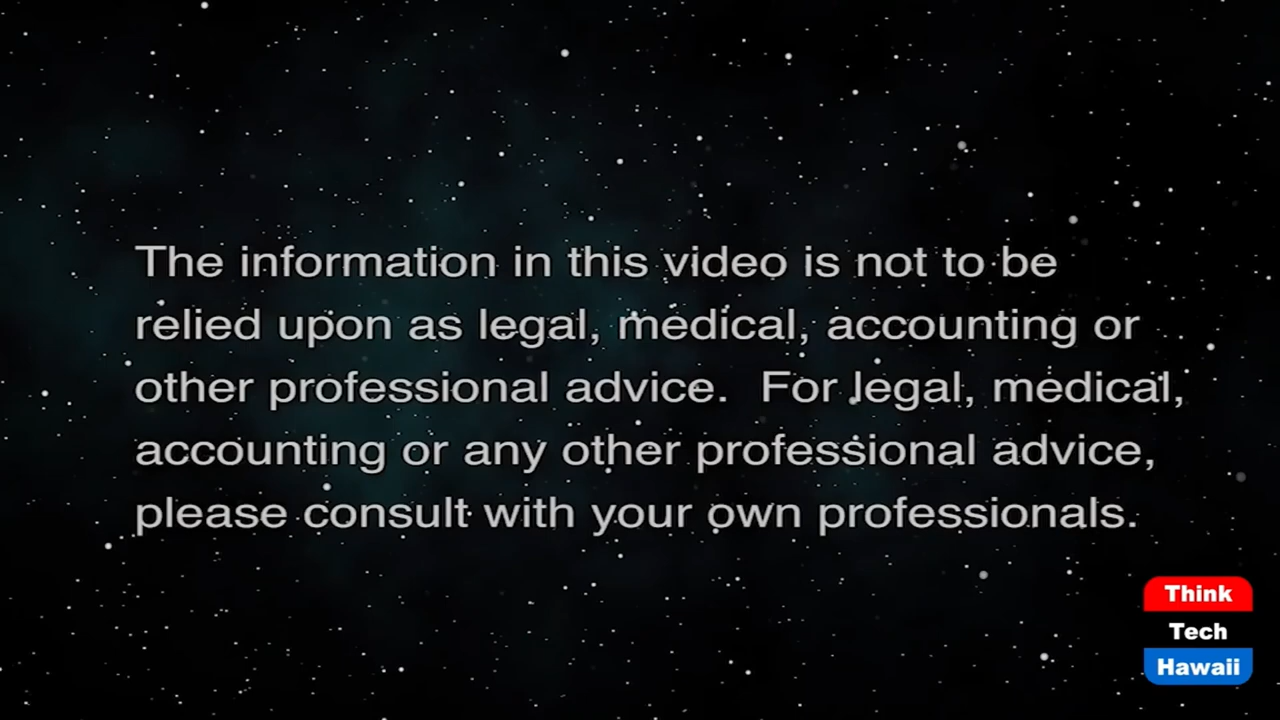 The information in this video is not to be
relied upon as legal, medical, accounting or
other professional advice.  For legal, medical,
accounting or any other professional advice,
please consult with your own professionals.
Think
Tech
Hawaii